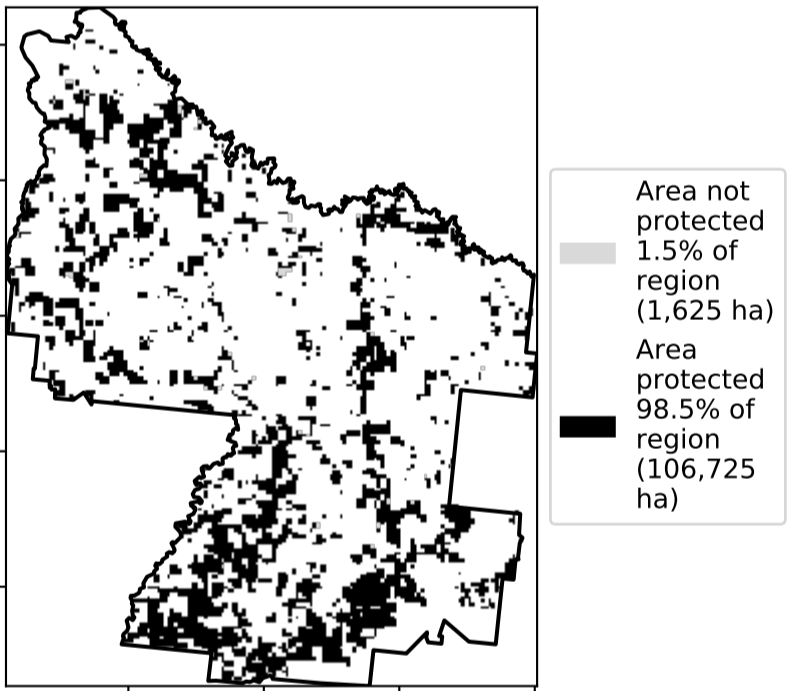 Area not
protected
1.5% of
region
(1,625 ha)
Area
protected
98.5% of
region
(106,725
ha)